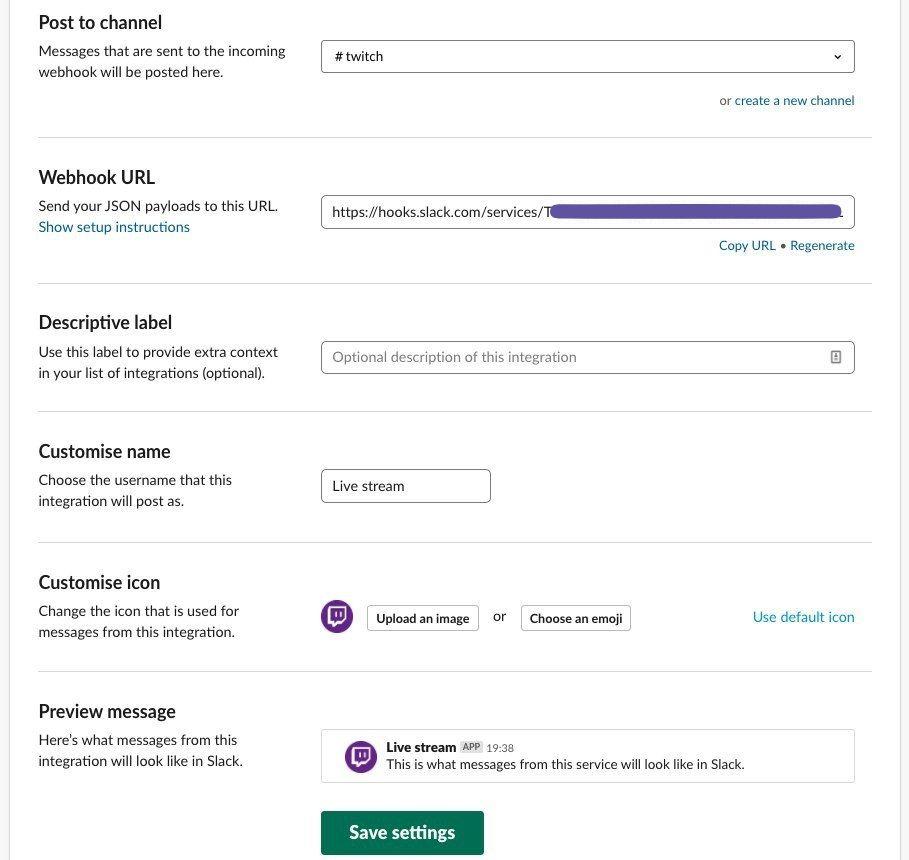 Post to channel
Messages that are sent to the incoming
webhook will be posted here.
# twitch
or create a new channel
Webhook URL
Send your JSON payloads to this URL.
Show setup instructions
https://hooks.slack.com/services/T
Copy URL • Regenerate
Descriptive label
Use this label to provide extra context
in your list of integrations (optional).
Optional description of this integration
Customise name
Choose the username that this
integration will post as.
Live stream
Customise icon
Change the icon that is used for
messages from this integration.
Upload an image or Choose an emoji
Use default icon
Preview message
Here's what messages from this
integration will look like in Slack.
Live stream APP 19:38
This is what messages from this service will look like in Slack.
Save settings